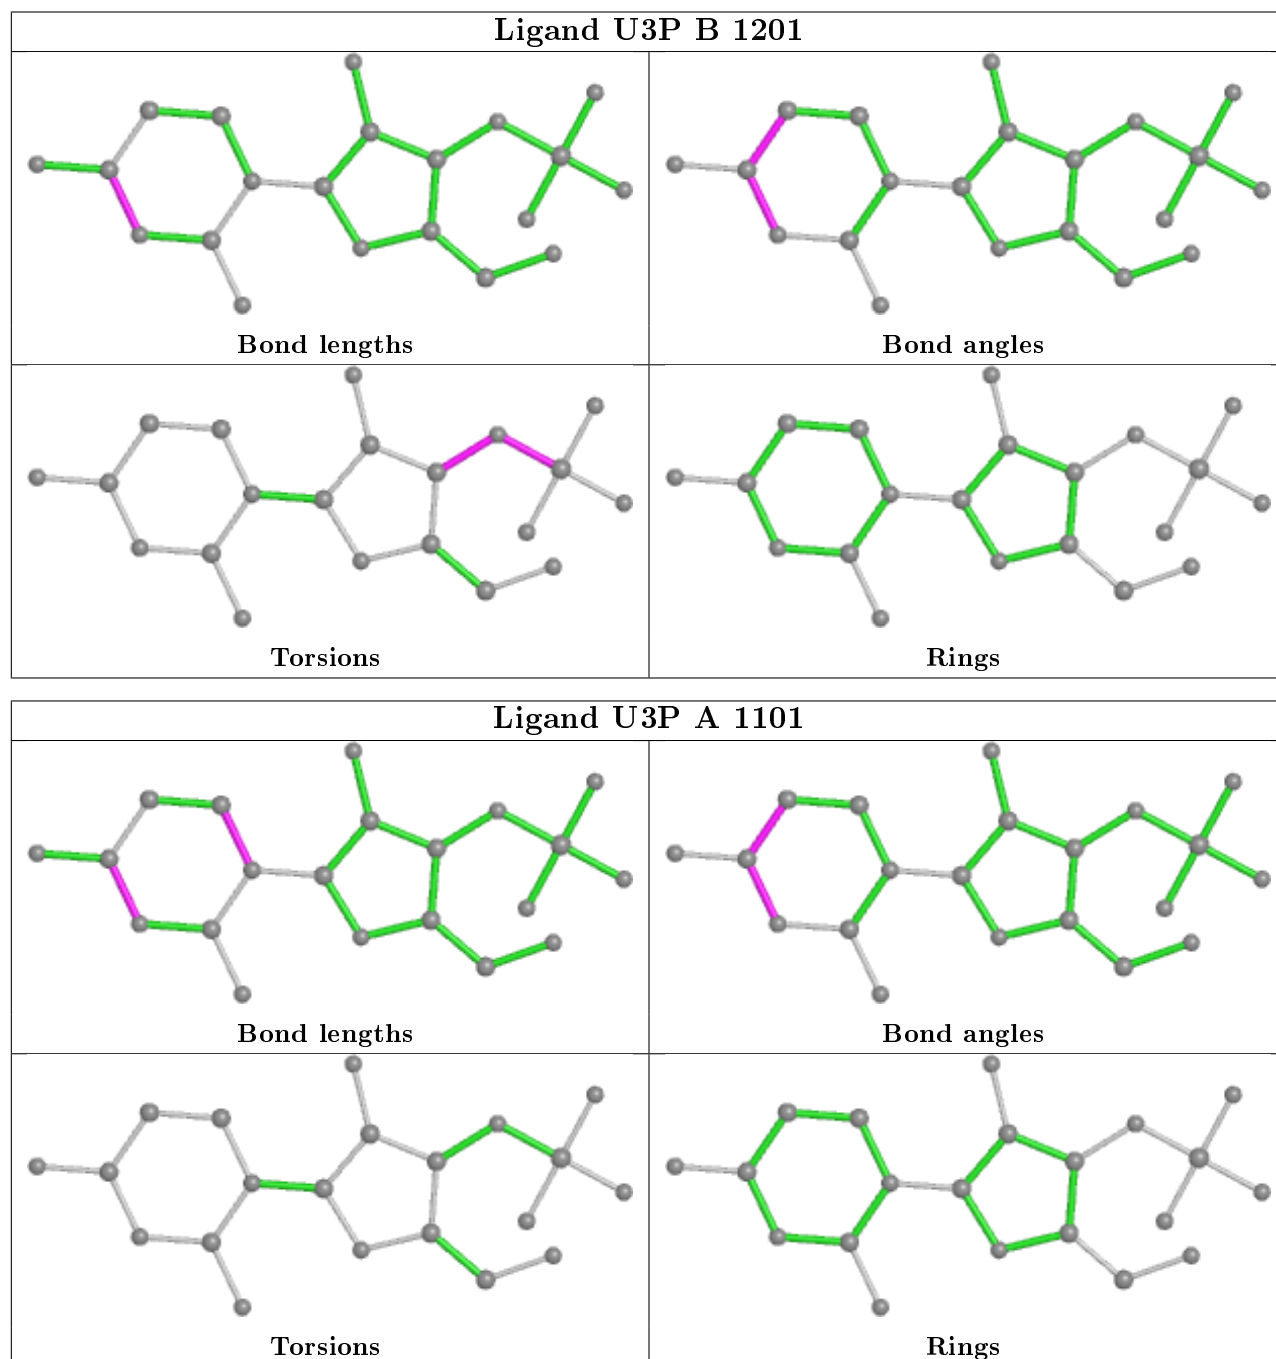 Ligand U3P B 1201
Bond lengths
Bond angles
Torsions
Rings
Ligand U3P A 1101
Bond lengths
Bond angles
Torsions
Rings